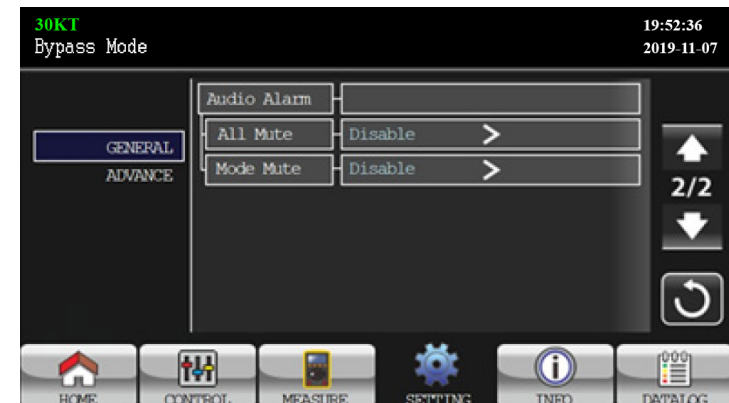 30KT
19:52:36
Bypass Mode
2019-11-07
Audio Alarm
All Mute
Disable
GENERAL
ADVANCE
Mode Mute
Disable
2/2
HOME
CONTROL
MEASURE
SETTING
INFO
DATALOG